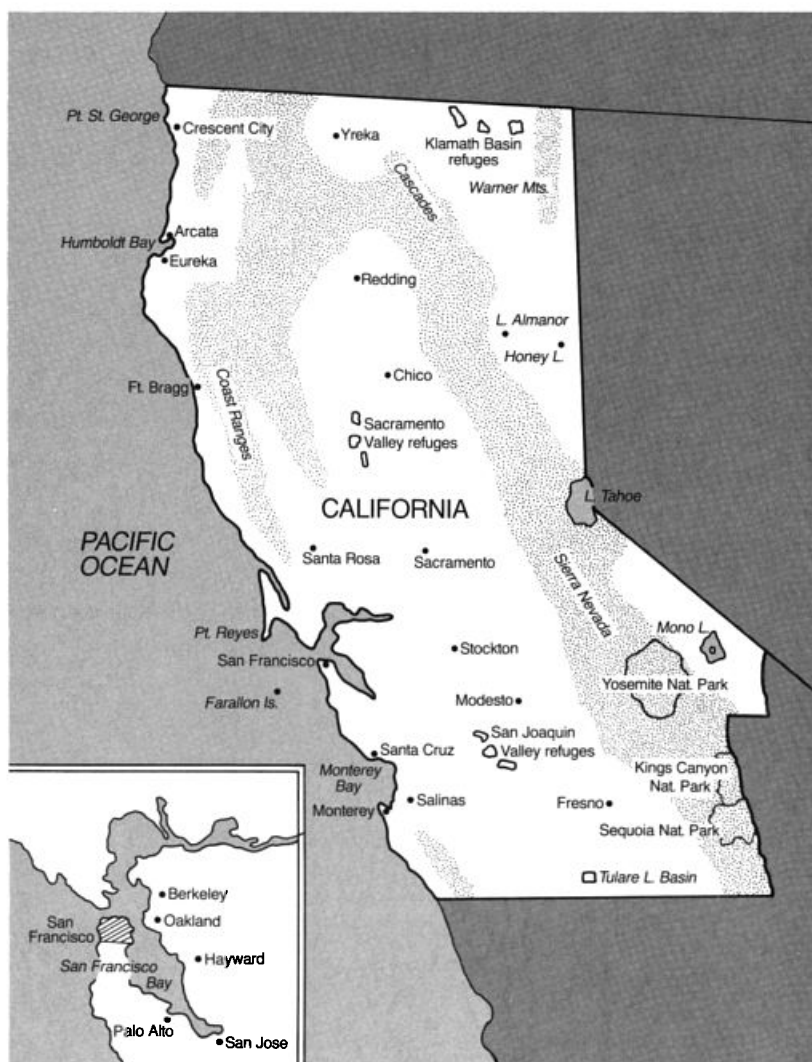 Pt. St. George
Crescent City
Yreka
Klamath Basin
refuges
Warner Mts.
Cascades
Arcata
Humboldt Bay
Eureka
Redding
L. Almanor
Honey L.
Ft. Bragg
Coast Ranges
Chico
Sacramento
Valley refuges
L. Tahoe
CALIFORNIA
PACIFIC
OCEAN
Santa Rosa
Sacramento
Sierra Nevada
Pt. Reyes
Mono L.
Stockton
San Francisco
Yosemite Nat. Park
Farallon Is.
Modesto
San Joaquin
Valley refuges
Santa Cruz
Kings Canyon
Nat. Park
Monterey
Bay
Salinas
Monterey
Fresno
Sequoia Nat. Park
Tulare L. Basin
Berkeley
Oakland
San
Francisco
Hayward
San Francisco
Bay
Palo Alto
San Jose